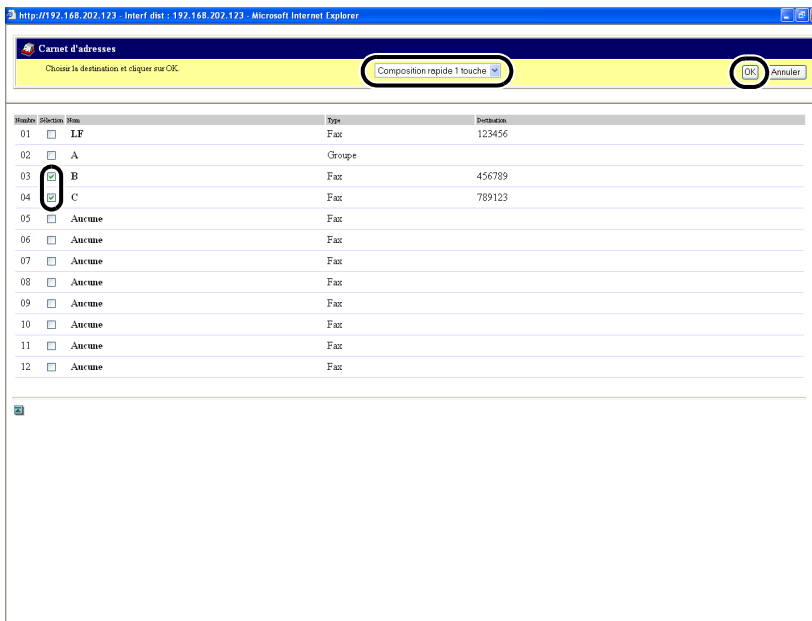 http://192.168.202.123 - Interf dist : 192.168.202.123 - Microsoft Internet Explorer
Carnet d'adresses
Choisir la destination et cliquer sur OK. Composition rapide 1 touche OK Annuler
Nombre Sélection Nom Type Destination
01 LF Fax 123456
02 A Groupe
03 B Fax 456789
04 C Fax 789123
05 Aucune Fax
06 Aucune Fax
07 Aucune Fax
08 Aucune Fax
09 Aucune Fax
10 Aucune Fax
11 Aucune Fax
12 Aucune Fax